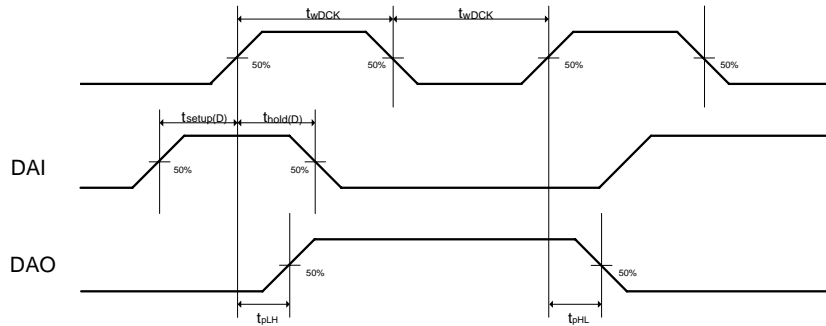 twDCK twDCK
50% 50% 50% 50%
tsetup(D) thold(D)
DAI
50% 50%
DAO
50% 50%
tpLH tpHL